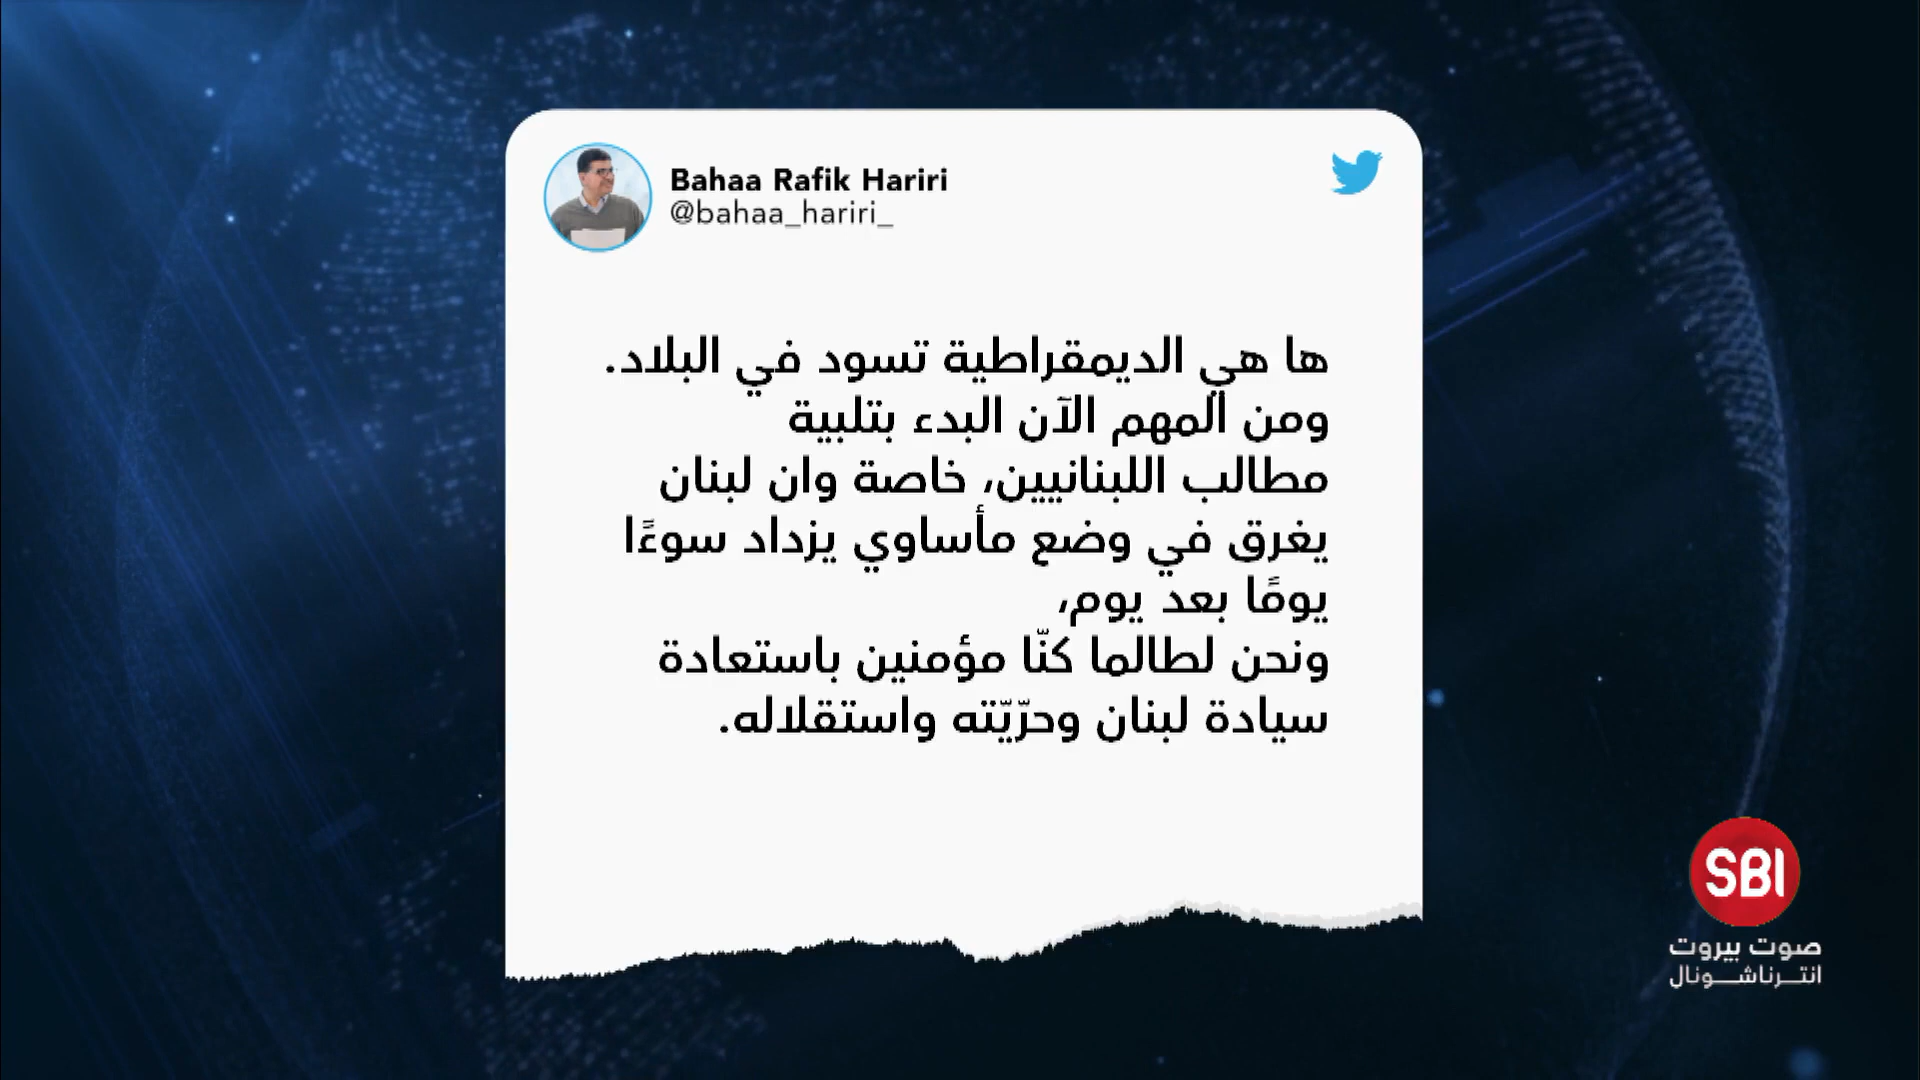 Bahaa Rafik Hariri
@bahaa_hariri_
ها هي الديمقراطية تسود في البلاد.
ومن المهم الآن البدء بتلبية
مطالب اللبنانيين، خاصة وان لبنان
يغرق في وضع مأساوي يزداد سوءًا
يومًا بعد يوم،
ونحن لطالما كنّا مؤمنين باستعادة
سيادة لبنان وحرّيّته واستقلاله.
SBI
صوت بيروت
انتـرناشـونال